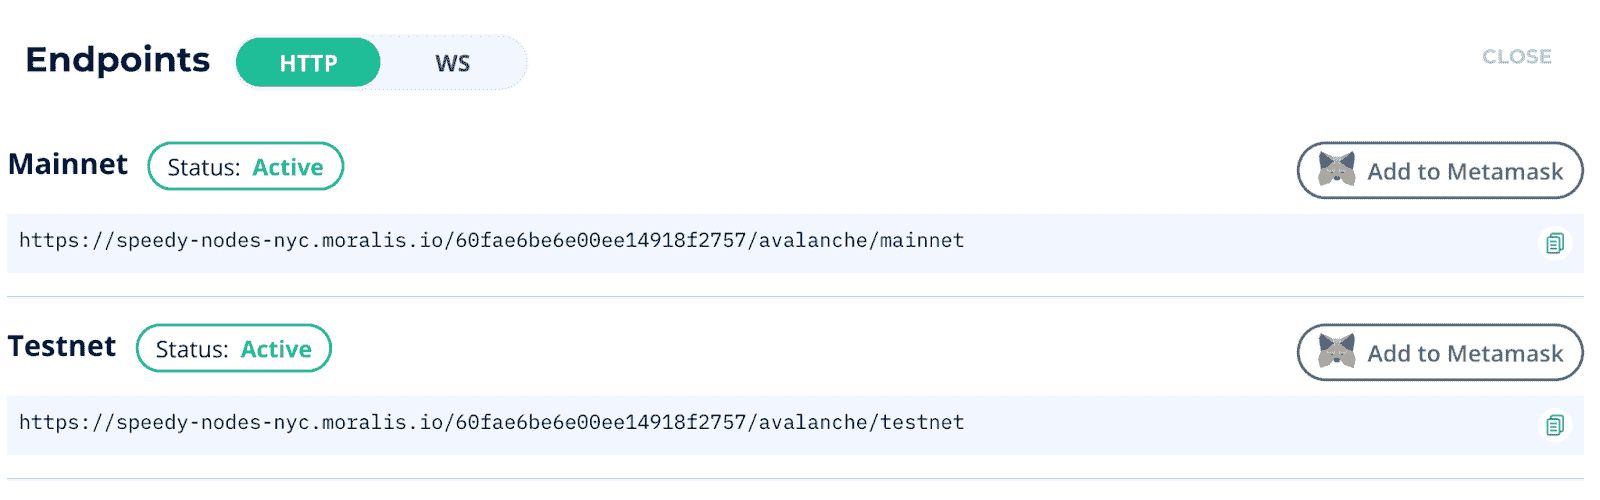 Endpoints HTTP WS CLOSE
Mainnet Status: Active Add to Metamask
https://speedy-nodes-nyc.moralis.io/60fae6be6e00ee14918f2757/avalanche/mainnet
Testnet Status: Active Add to Metamask
https://speedy-nodes-nyc.moralis.io/60fae6be6e00ee14918f2757/avalanche/testnet